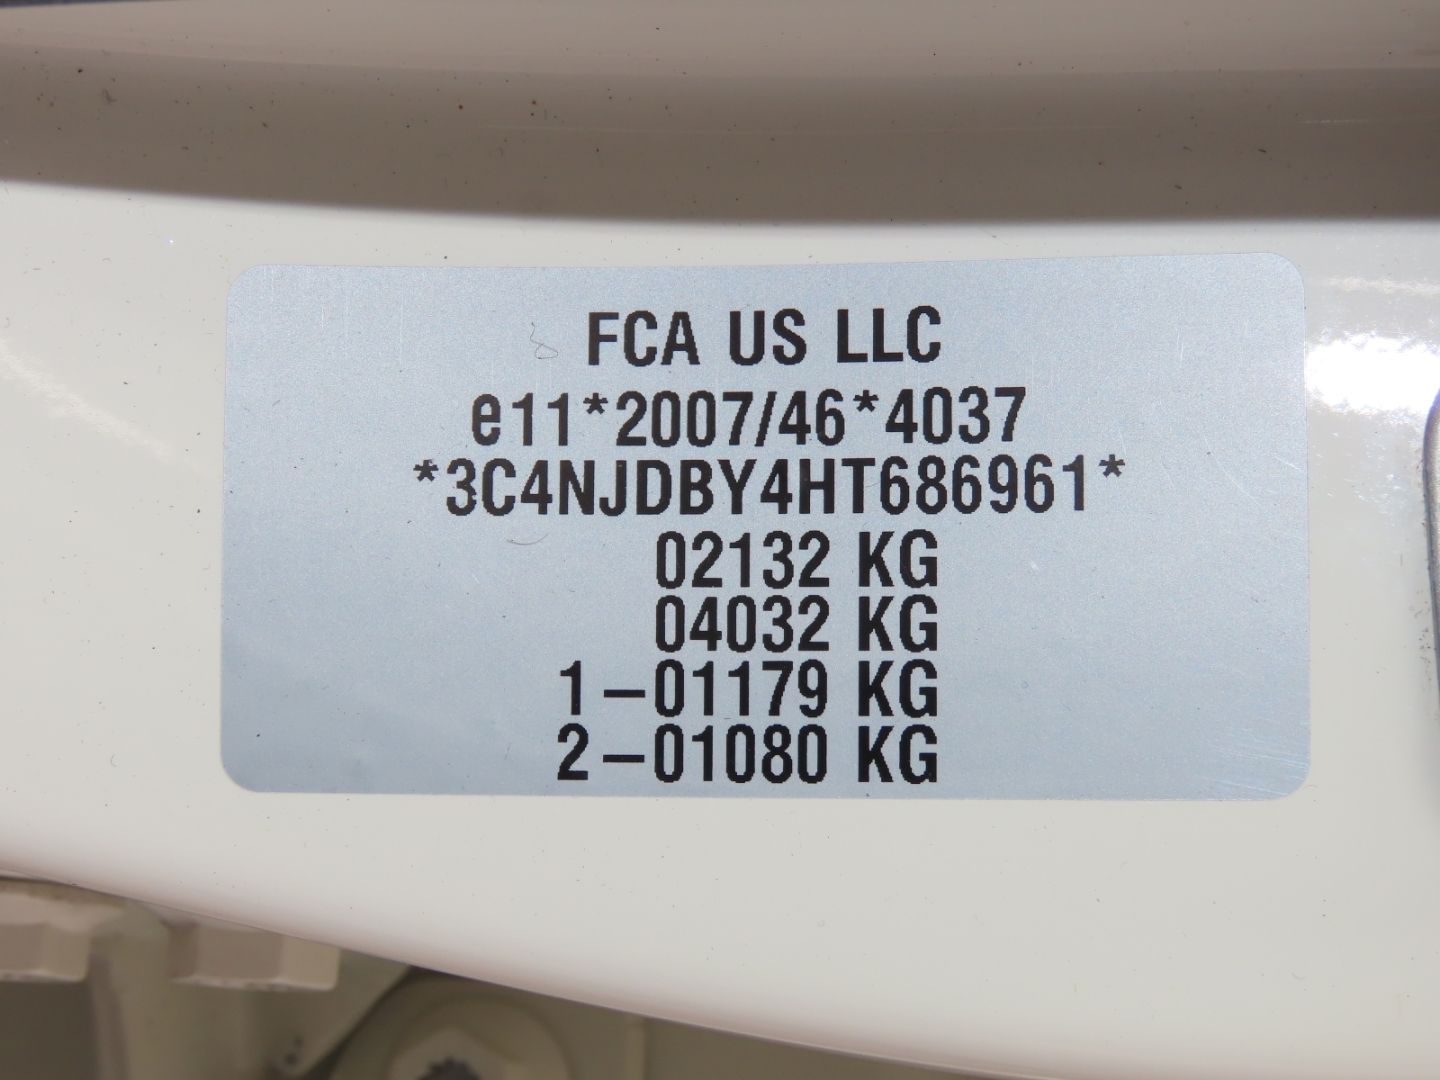 FCA US LLC
e11*2007/46*4037
*3C4NJDBY4HT686961*
02132 KG
04032 KG
1-01179 KG
2-01080 KG